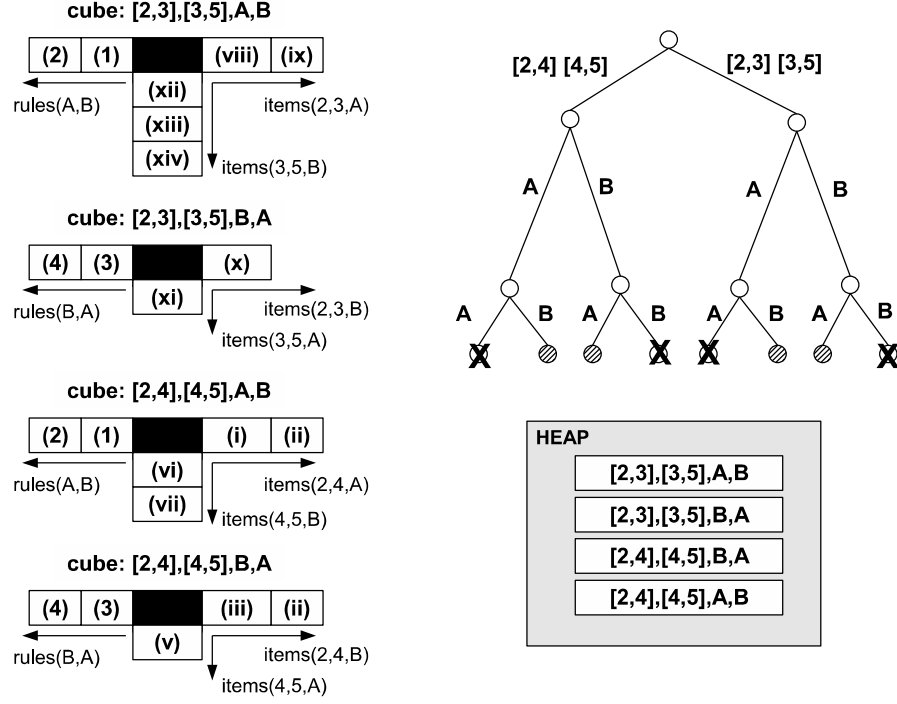 cube: [2,3],[3,5],A,B
(2) (1) (viii) (ix)
(xii)
rules(A,B) items(2,3,A)
(xiii)
(xiv)
items(3,5,B)
cube: [2,3],[3,5],B,A
(4) (3) (x)
(xi)
rules(B,A) items(2,3,B)
items(3,5,A)
cube: [2,4],[4,5],A,B
(2) (1) (i) (ii)
(vi)
rules(A,B) items(2,4,A)
(vii)
items(4,5,B)
cube: [2,4],[4,5],B,A
(4) (3) (iii) (ii)
(v)
rules(B,A) items(2,4,B)
items(4,5,A)
[2,4] [4,5] [2,3] [3,5]
A B A B
A B A B A B A B
X X X X
HEAP
[2,3],[3,5],A,B
[2,3],[3,5],B,A
[2,4],[4,5],B,A
[2,4],[4,5],A,B